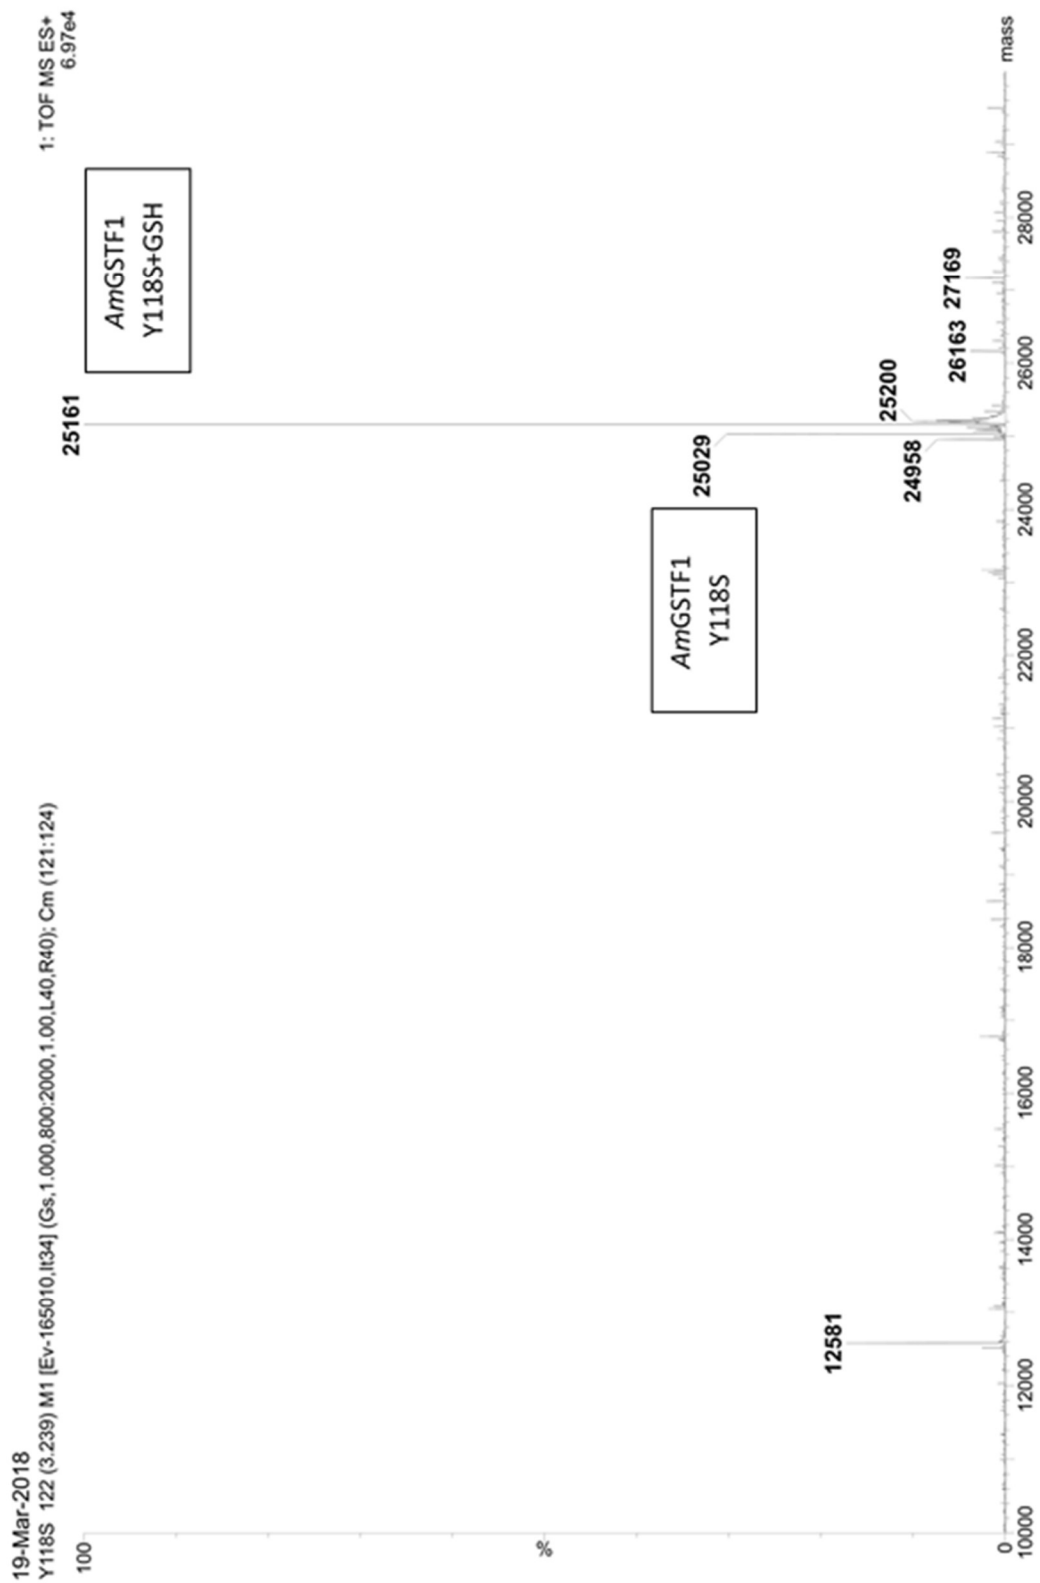 19-Mar-2018
Y118S 122 (3.239) M1 [Ev-165010,It34] (Gs,1.000,800:2000,1.00,L40,R40); Cm (121:124)
1: TOF MS ES+
6.97e4
100
%
0
25161
AmGSTF1
Y118S+GSH
25029
AmGSTF1
Y118S
25200
24958
26163
27169
12581
10000
12000
14000
16000
18000
20000
22000
24000
26000
28000
mass